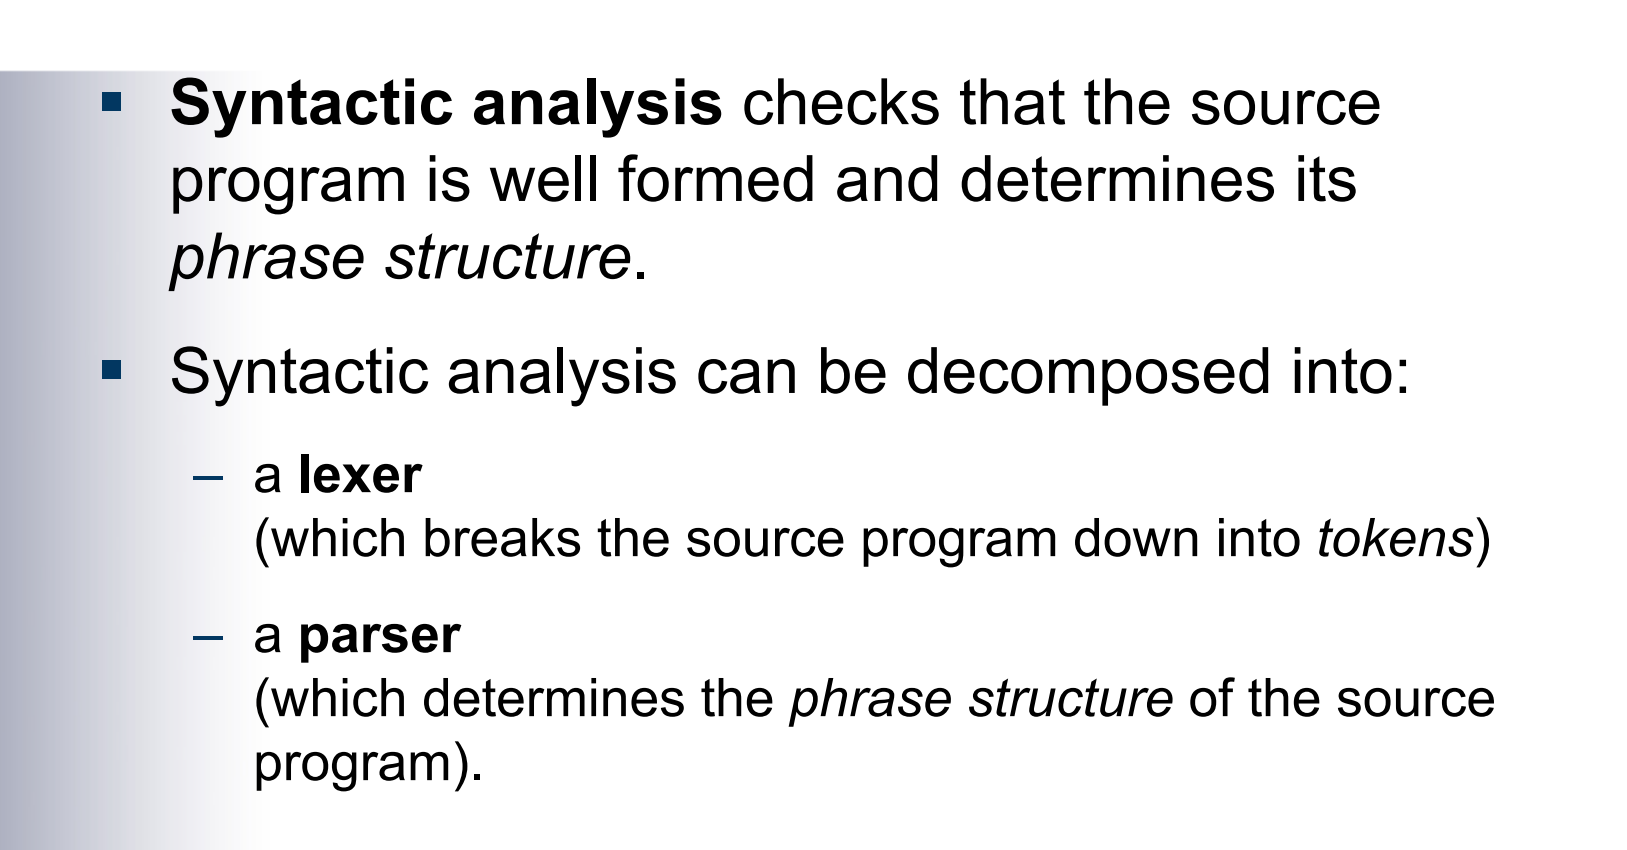 Syntactic analysis checks that the source
program is well formed and determines its
phrase structure.
Syntactic analysis can be decomposed into:
– a lexer
(which breaks the source program down into tokens)
– a parser
(which determines the phrase structure of the source
program).